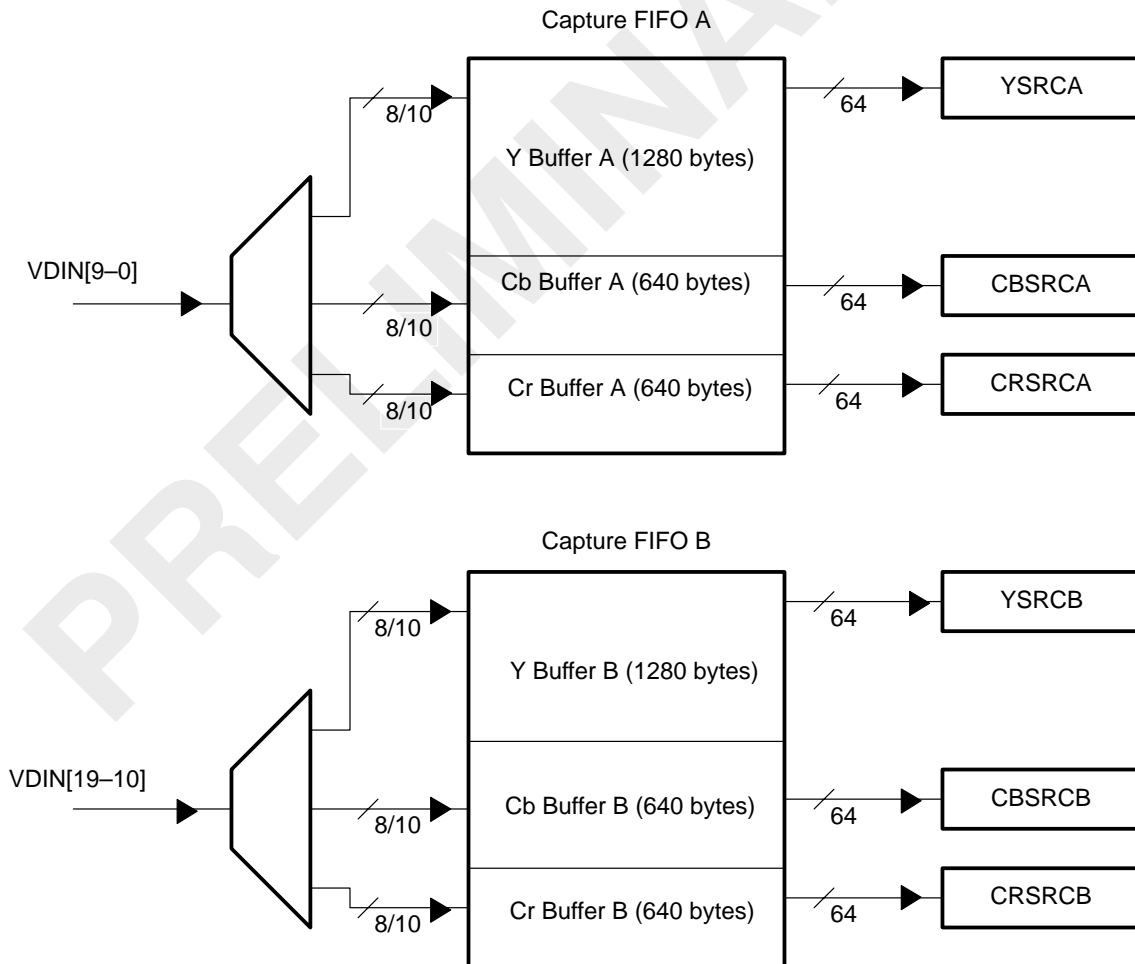 Capture FIFO A
8/10
Y Buffer A (1280 bytes)
64
YSRCA
VDIN[9–0]
8/10
Cb Buffer A (640 bytes)
64
CBSRCA
8/10
Cr Buffer A (640 bytes)
64
CRSRCA
Capture FIFO B
8/10
Y Buffer B (1280 bytes)
64
YSRCB
VDIN[19–10]
8/10
Cb Buffer B (640 bytes)
64
CBSRCB
8/10
Cr Buffer B (640 bytes)
64
CRSRCB
PRELIMINA